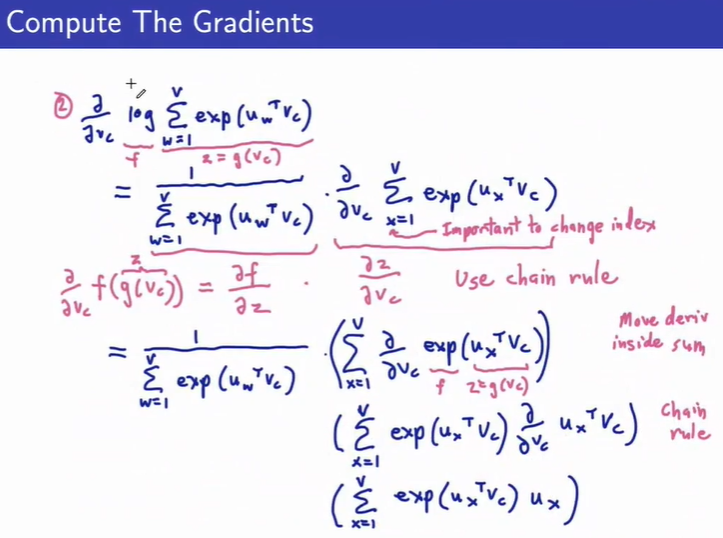 Compute The Gradients
② ∂/∂v_c log Σ_{w=1}^{V} exp(u_w^T v_c)
f z = g(v_c)
= 1 / Σ_{w=1}^{V} exp(u_w^T v_c) · ∂/∂v_c Σ_{x=1}^{V} exp(u_x^T v_c)
← Important to change index
∂/∂v_c f(g(v_c)) = ∂f/∂z · ∂z/∂v_c Use chain rule
z
= 1 / Σ_{w=1}^{V} exp(u_w^T v_c) · (Σ_{x=1}^{V} ∂/∂v_c exp(u_x^T v_c)) Move deriv
inside sum
f z=g(v_c)
(Σ_{x=1}^{V} exp(u_x^T v_c) ∂/∂v_c u_x^T v_c) Chain
rule
(Σ_{x=1}^{V} exp(u_x^T v_c) u_x)